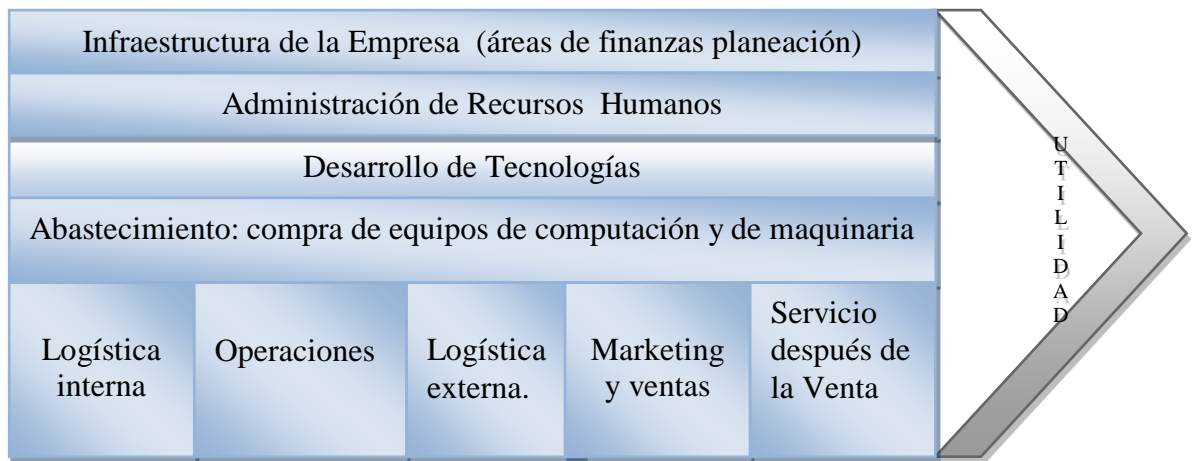 Infraestructura de la Empresa (áreas de finanzas planeación)
Administración de Recursos Humanos
Desarrollo de Tecnologías
Abastecimiento: compra de equipos de computación y de maquinaria
Logística
interna
Operaciones
Logística
externa.
Marketing
y ventas
Servicio
después de
la Venta
UTILIDAD